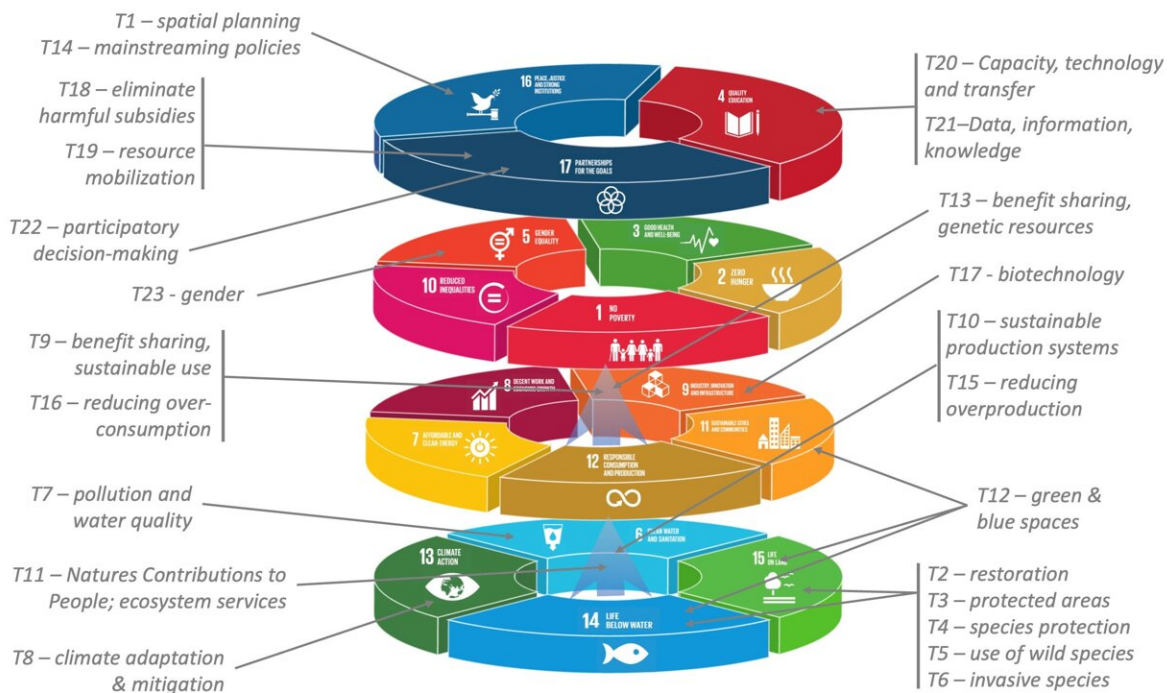 T1 – spatial planning
T14 – mainstreaming policies
T18 – eliminate
harmful subsidies
T19 – resource
mobilization
T22 – participatory
decision-making
T23 - gender
T9 – benefit sharing,
sustainable use
T16 – reducing over-
consumption
T7 – pollution and
water quality
T11 – Natures Contributions to
People; ecosystem services
T8 – climate adaptation
& mitigation
16 PEACE, JUSTICE
AND STRONG
INSTITUTIONS
4 QUALITY
EDUCATION
17 PARTNERSHIPS
FOR THE GOALS
5 GENDER
EQUALITY
3 GOOD HEALTH
AND WELL-BEING
10 REDUCED
INEQUALITIES
2 ZERO
HUNGER
1 NO
POVERTY
8 DECENT WORK AND
ECONOMIC GROWTH
9 INDUSTRY, INNOVATION
AND INFRASTRUCTURE
7 AFFORDABLE AND
CLEAN ENERGY
11 SUSTAINABLE CITIES
AND COMMUNITIES
12 RESPONSIBLE
CONSUMPTION
AND PRODUCTION
6 CLEAN WATER
AND SANITATION
13 CLIMATE
ACTION
15 LIFE
ON LAND
14 LIFE
BELOW WATER
T20 – Capacity, technology
and transfer
T21–Data, information,
knowledge
T13 – benefit sharing,
genetic resources
T17 - biotechnology
T10 – sustainable
production systems
T15 – reducing
overproduction
T12 – green &
blue spaces
T2 – restoration
T3 – protected areas
T4 – species protection
T5 – use of wild species
T6 – invasive species